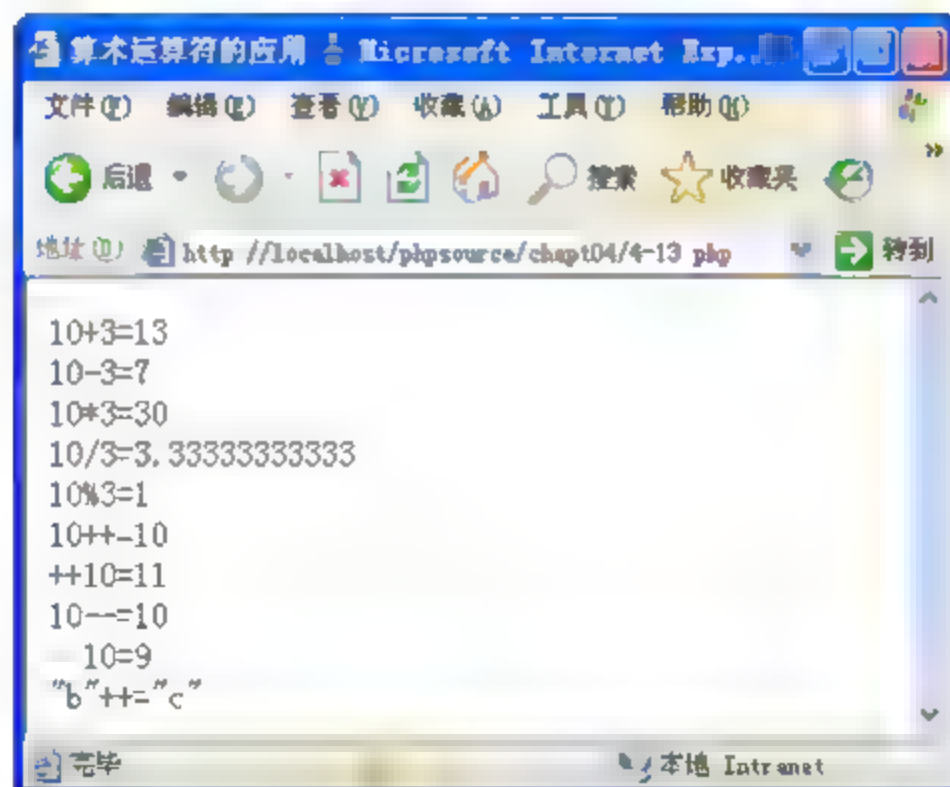 算术运算符的应用 - Microsoft Internet Exp...
文件(F) 编辑(E) 查看(V) 收藏(A) 工具(T) 帮助(H)
后退 搜索 收藏夹 »
地址(D) http //localhost/phpsource/chapt04/4-13 php 转到
10+3=13
10-3=7
10*3=30
10/3=3.33333333333
10%3=1
10++-10
++10=11
10--=10
10=9
"b"++="c"
完毕 本地 Intranet